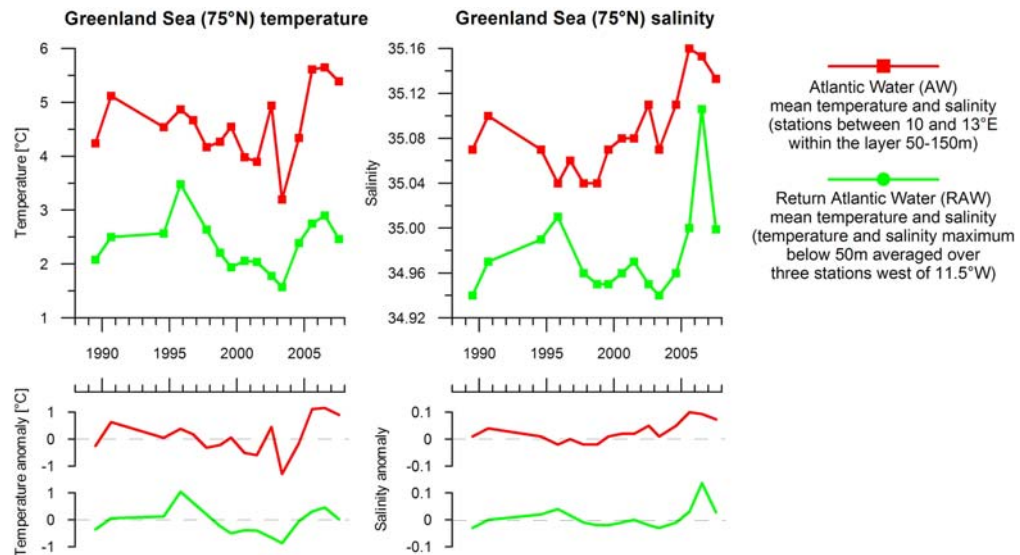 Greenland Sea (75°N) temperature
6
5
4
3
2
1
Temperature [°C]
1990 1995 2000 2005
Greenland Sea (75°N) salinity
35.16
35.12
35.08
35.04
35.00
34.96
34.92
Salinity
1990 1995 2000 2005
Atlantic Water (AW)
mean temperature and salinity
(stations between 10 and 13°E
within the layer 50-150m)
Return Atlantic Water (RAW)
mean temperature and salinity
(temperature and salinity maximum
below 50m averaged over
three stations west of 11.5°W)
Temperature anomaly [°C]
1
0
-1
1
0
-1
Salinity anomaly
0.1
0
-0.1
0.1
0
-0.1